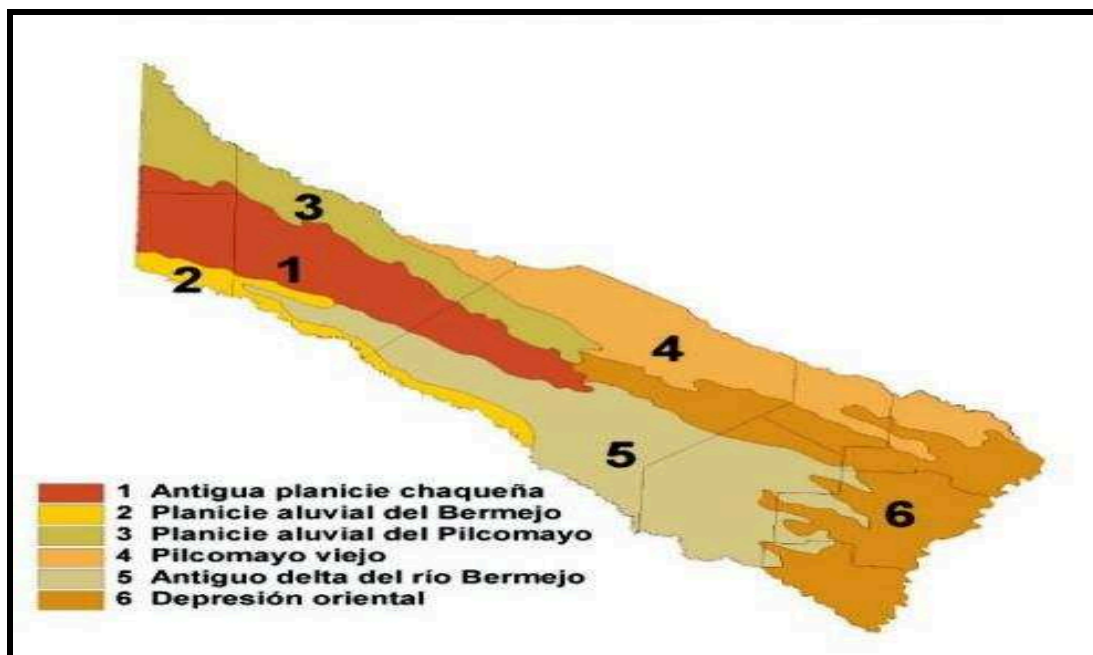 3
1
2
4
5
6
1 Antigua planicie chaqueña
2 Planicie aluvial del Bermejo
3 Planicie aluvial del Pilcomayo
4 Pilcomayo viejo
5 Antiguo delta del río Bermejo
6 Depresión oriental